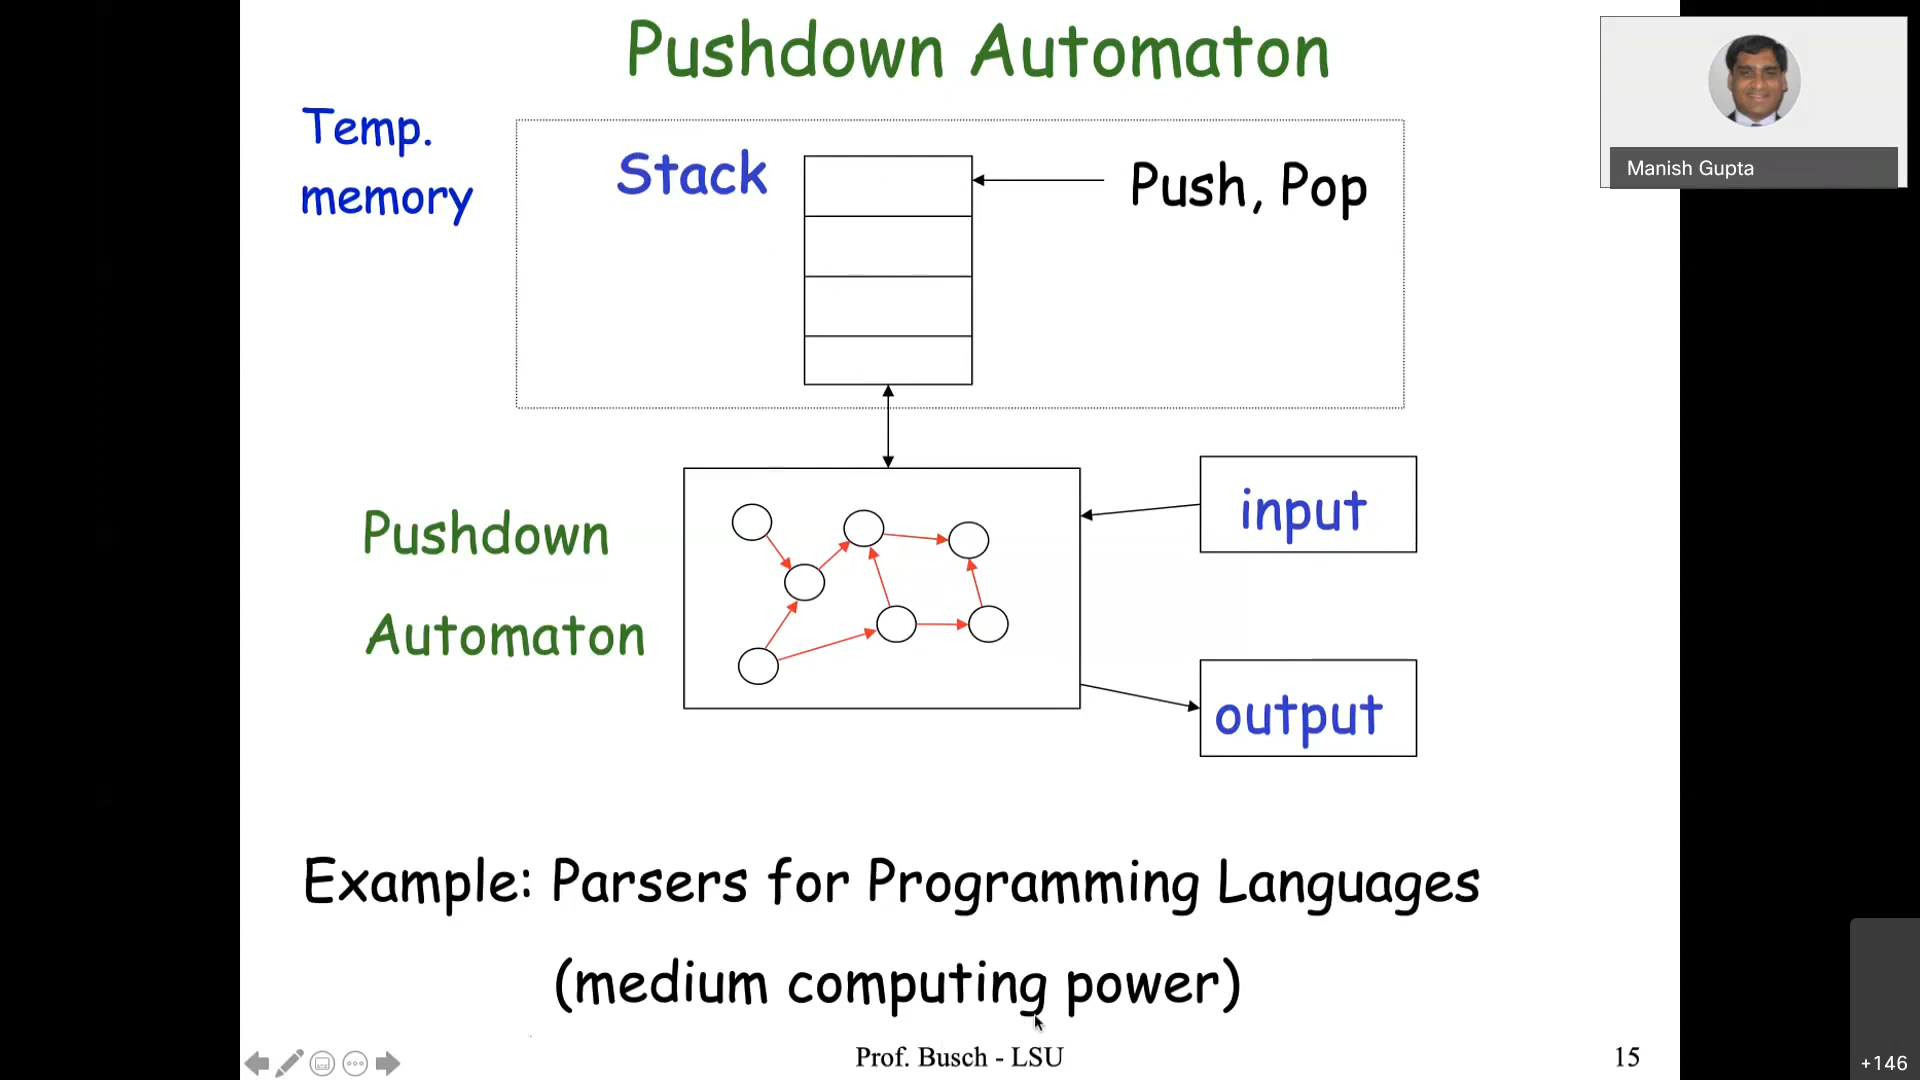 Pushdown Automaton
Temp.
memory
Stack
Push, Pop
Manish Gupta
Pushdown
Automaton
input
output
Example: Parsers for Programming Languages
(medium computing power)
Prof. Busch - LSU
15
+146